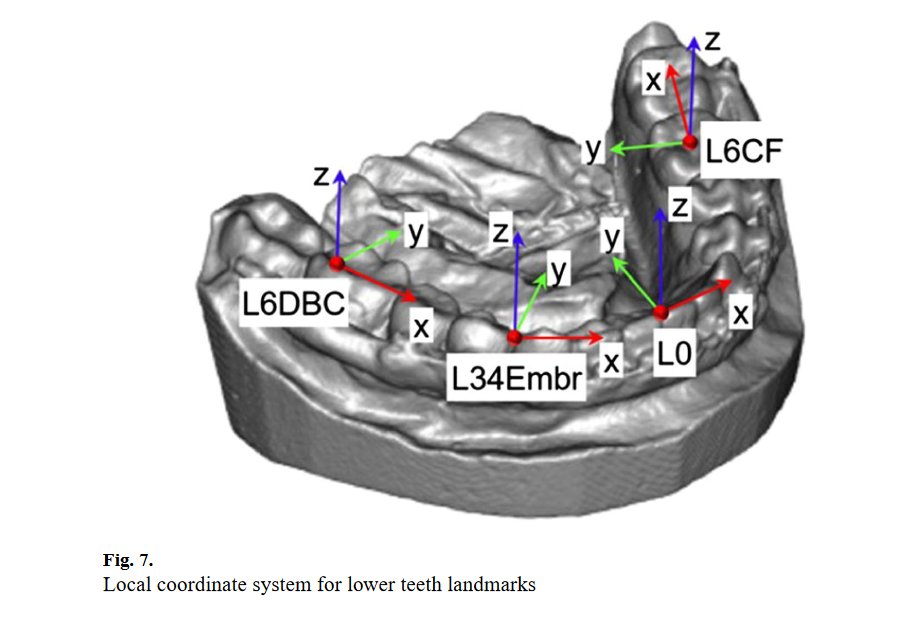 z
x
y
L6CF
z
y
L6DBC
x
z
y
L34Embr
x
z
y
L0
x
Fig. 7.
Local coordinate system for lower teeth landmarks